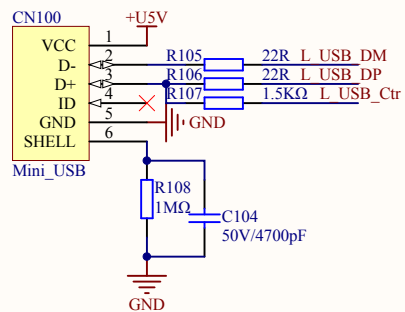 CN100
+U5V
VCC 1
D- 2 R105 22R L_USB_DM
D+ 3 R106 22R L_USB_DP
ID 4 R107 1.5KΩ L_USB_Ctr
GND 5 GND
SHELL 6
Mini_USB
R108
1MΩ
C104
50V/4700pF
GND